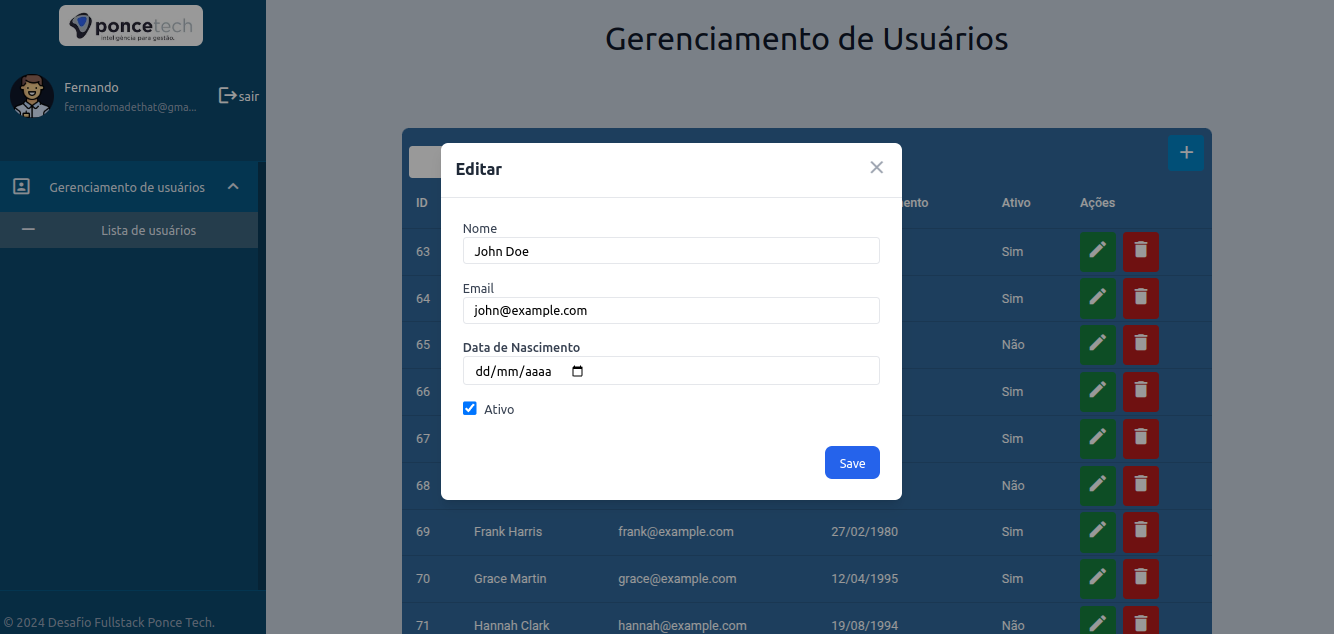 poncetech
inteligência para gestão.
Fernando
fernandomadethat@gma...
sair
Gerenciamento de usuários
Lista de usuários
© 2024 Desafio Fullstack Ponce Tech.
Gerenciamento de Usuários
+
ID Ativo Ações
63 Sim
64 Sim
65 Não
66 Sim
67 Sim
68 Não
69 Frank Harris frank@example.com 27/02/1980 Sim
70 Grace Martin grace@example.com 12/04/1995 Sim
71 Hannah Clark hannah@example.com 19/08/1994 Não
Editar
Nome
John Doe
Email
john@example.com
Data de Nascimento
dd/mm/aaaa
Ativo
Save